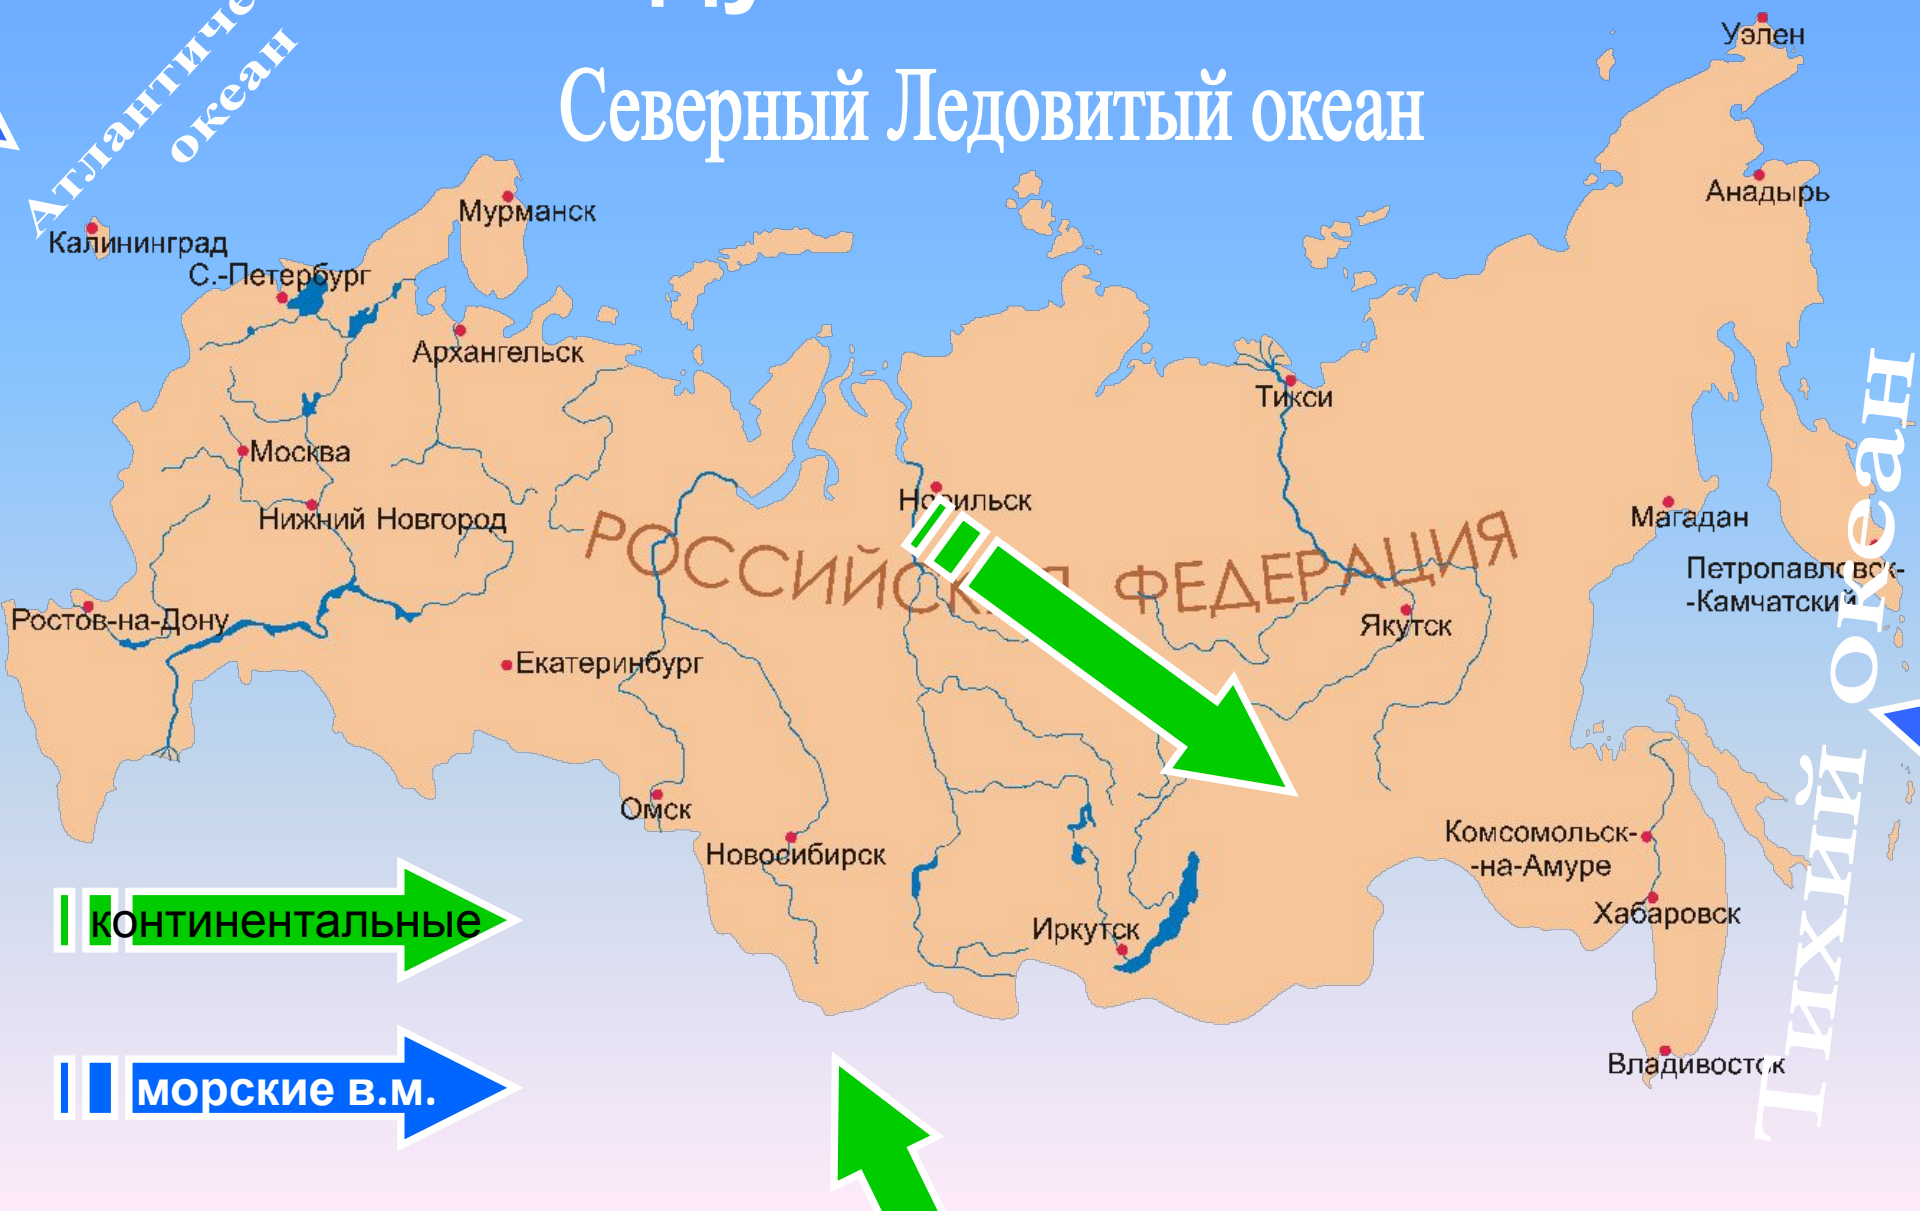 Северный Ледовитый океан
океан
Уэлен
Анадырь
Мурманск
Калининград
С.-Петербург
Архангельск
Тикси
Москва
Норильск
Нижний Новгород
Магадан
РОССИЙСКАЯ ФЕДЕРАЦИЯ
Петропавловск-
-Камчатский
Ростов-на-Дону
Якутск
Екатеринбург
Тихий океан
Омск
Новосибирск
Комсомольск-
-на-Амуре
Хабаровск
Иркутск
Владивосток
континентальные
морские в.м.